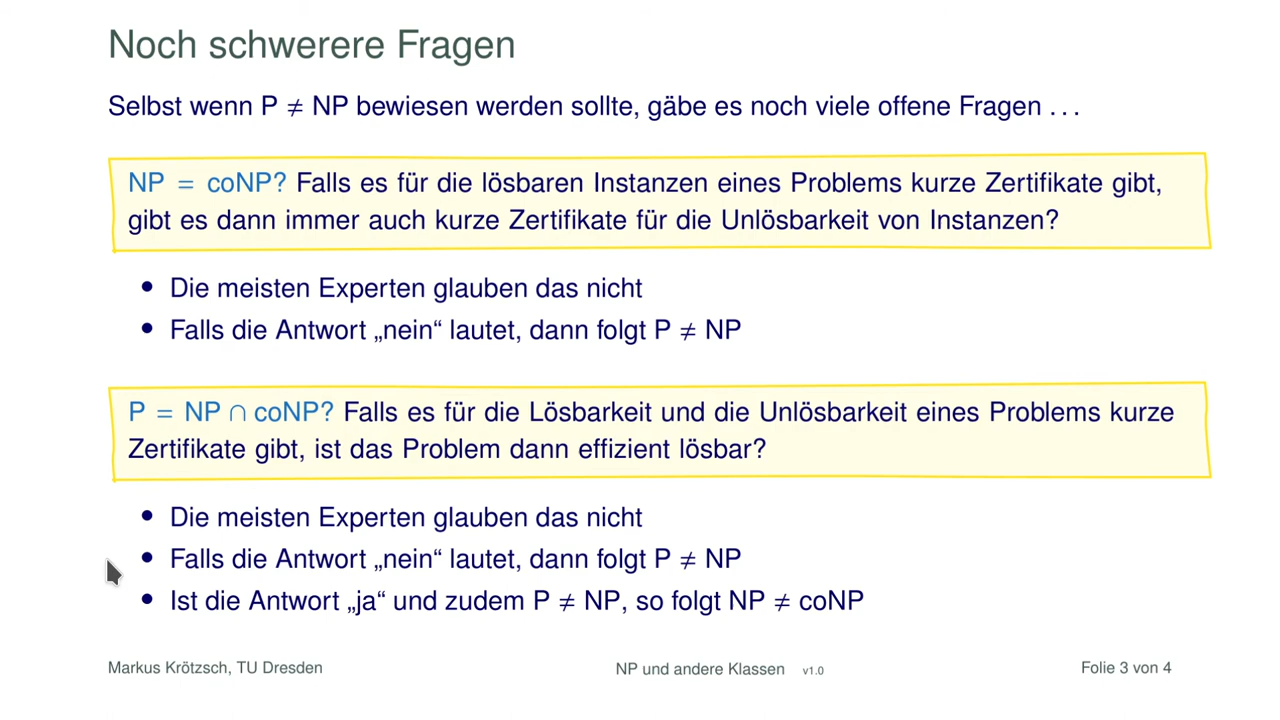 Noch schwerere Fragen
Selbst wenn P ≠ NP bewiesen werden sollte, gäbe es noch viele offene Fragen . . .
NP = coNP? Falls es für die lösbaren Instanzen eines Problems kurze Zertifikate gibt,
gibt es dann immer auch kurze Zertifikate für die Unlösbarkeit von Instanzen?
• Die meisten Experten glauben das nicht
• Falls die Antwort „nein“ lautet, dann folgt P ≠ NP
P = NP ∩ coNP? Falls es für die Lösbarkeit und die Unlösbarkeit eines Problems kurze
Zertifikate gibt, ist das Problem dann effizient lösbar?
• Die meisten Experten glauben das nicht
• Falls die Antwort „nein“ lautet, dann folgt P ≠ NP
• Ist die Antwort „ja“ und zudem P ≠ NP, so folgt NP ≠ coNP
Markus Krötzsch, TU Dresden NP und andere Klassen v1.0 Folie 3 von 4